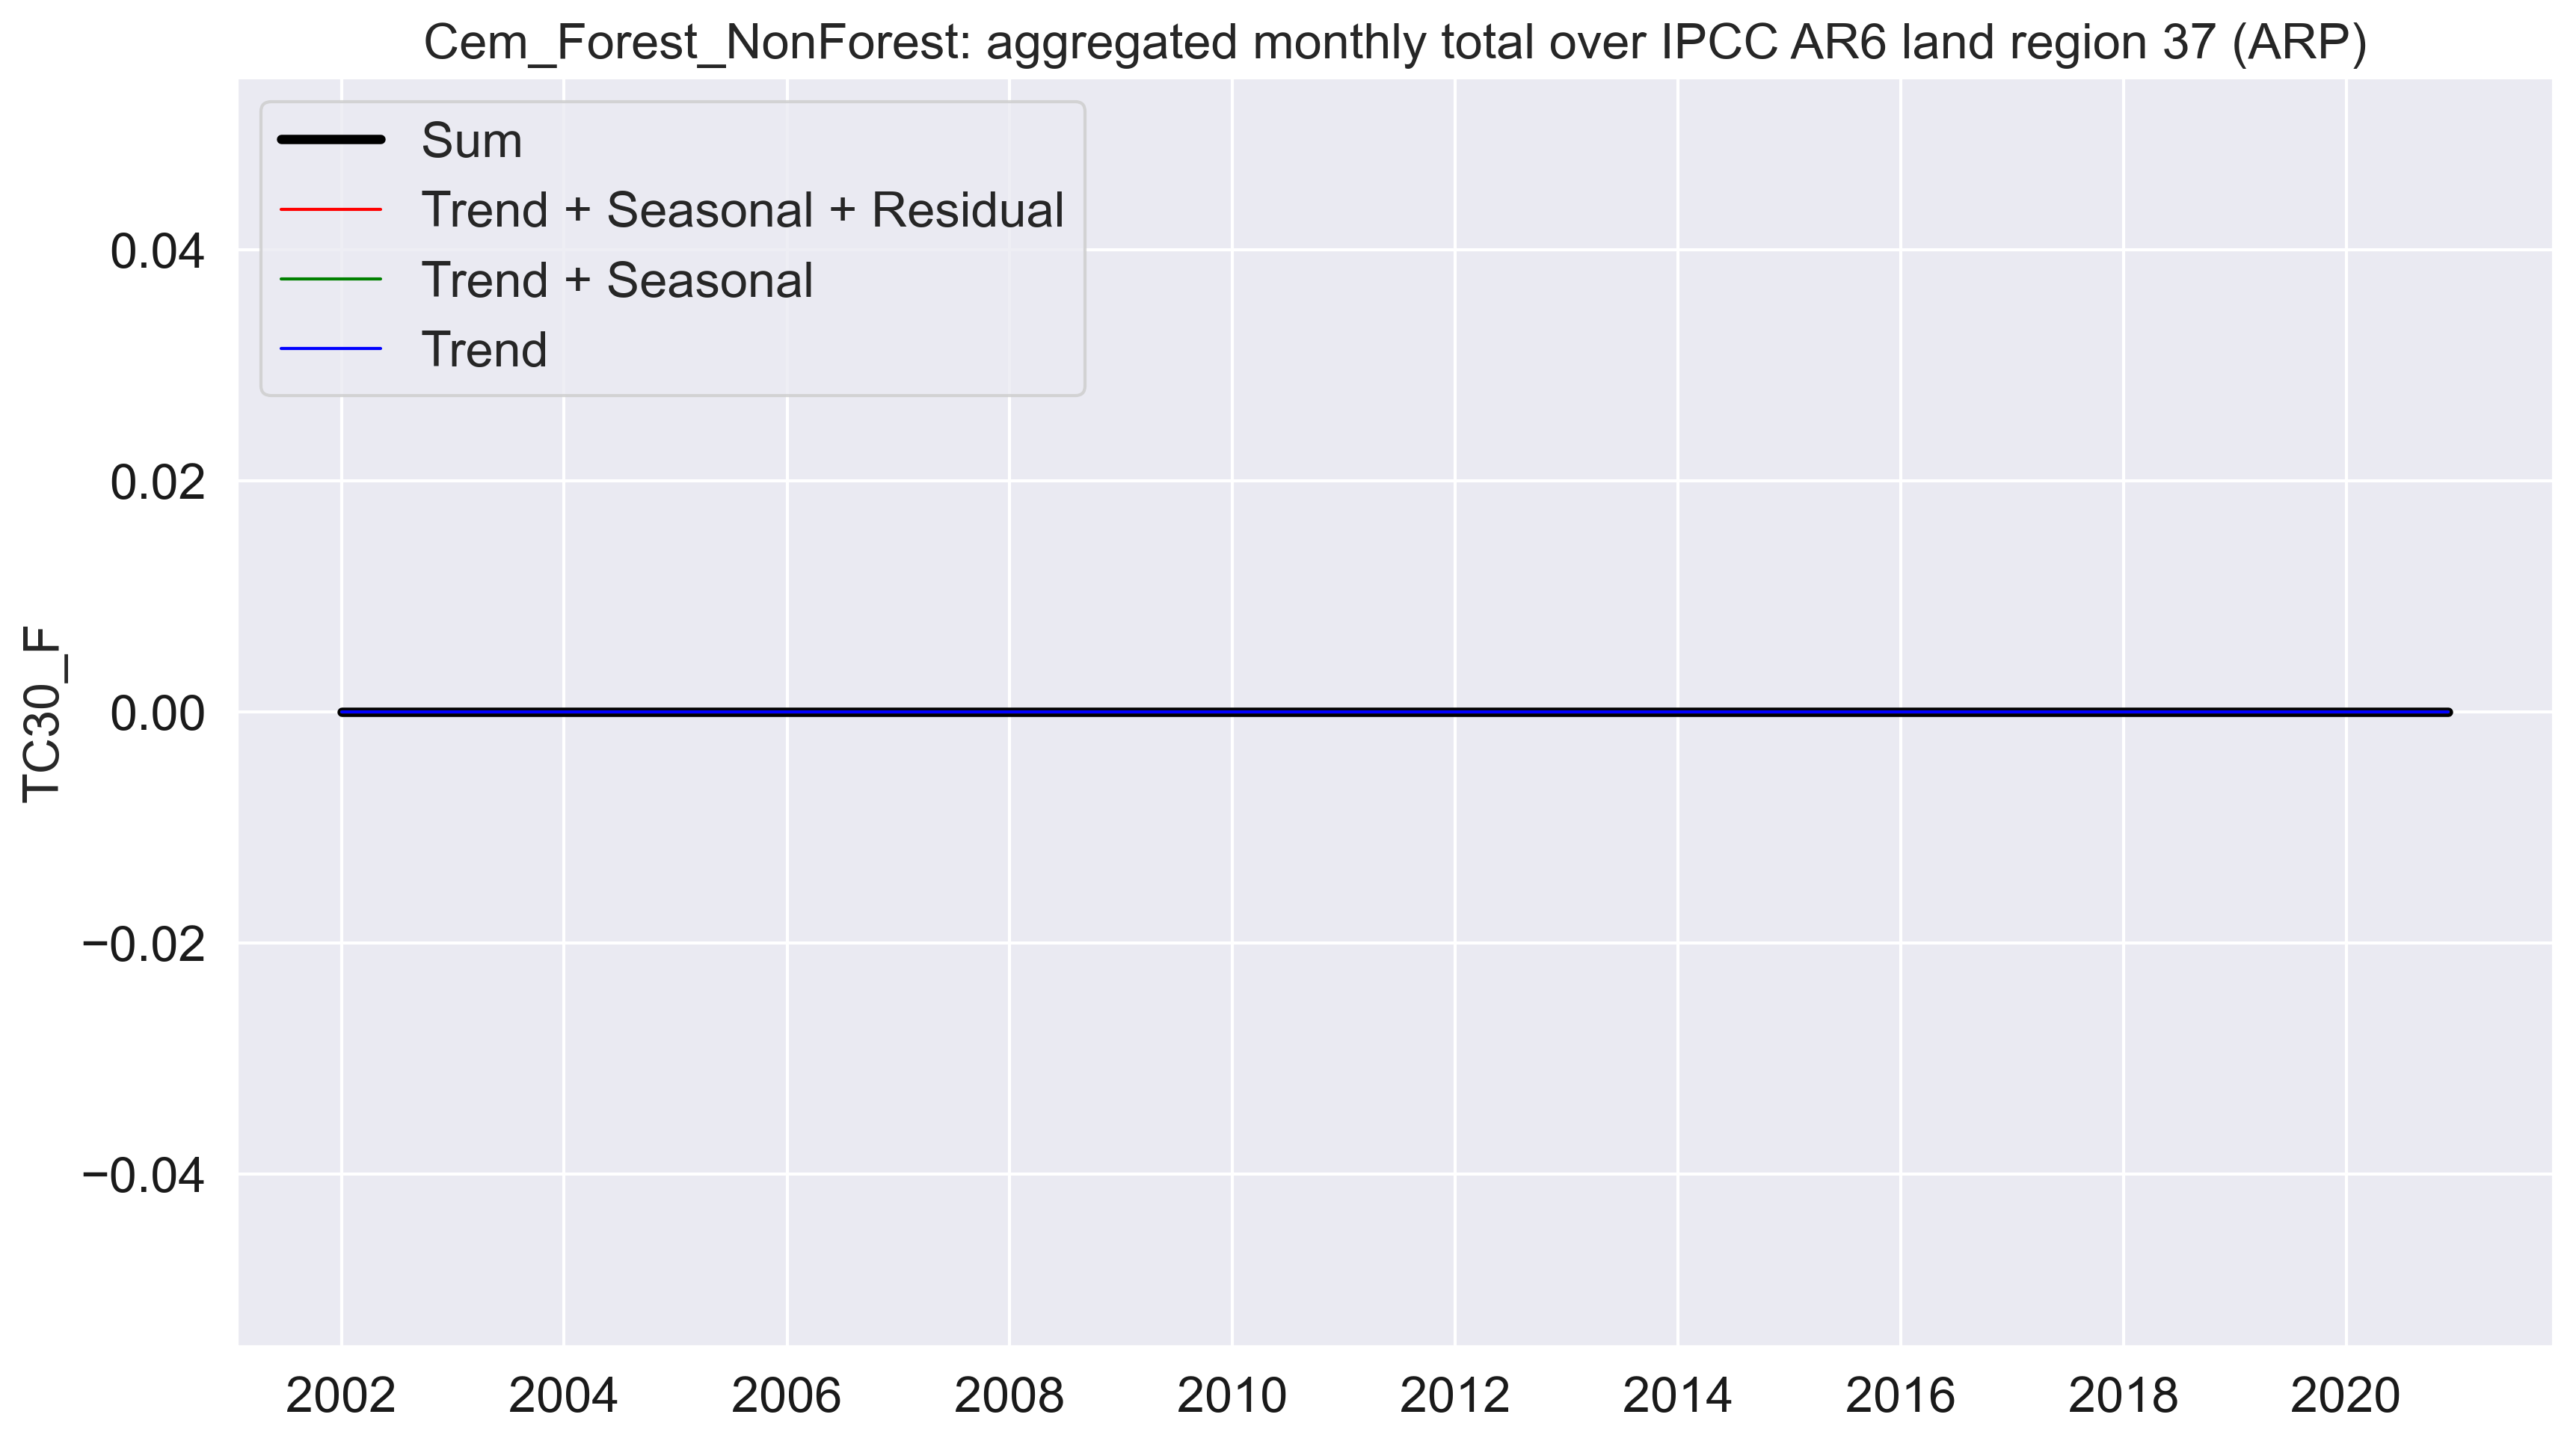 Cem_Forest_NonForest: aggregated monthly total over IPCC AR6 land region 37 (ARP)
Sum
Trend + Seasonal + Residual
Trend + Seasonal
Trend
TC30_F
0.04
0.02
0.00
−0.02
−0.04
2002 2004 2006 2008 2010 2012 2014 2016 2018 2020